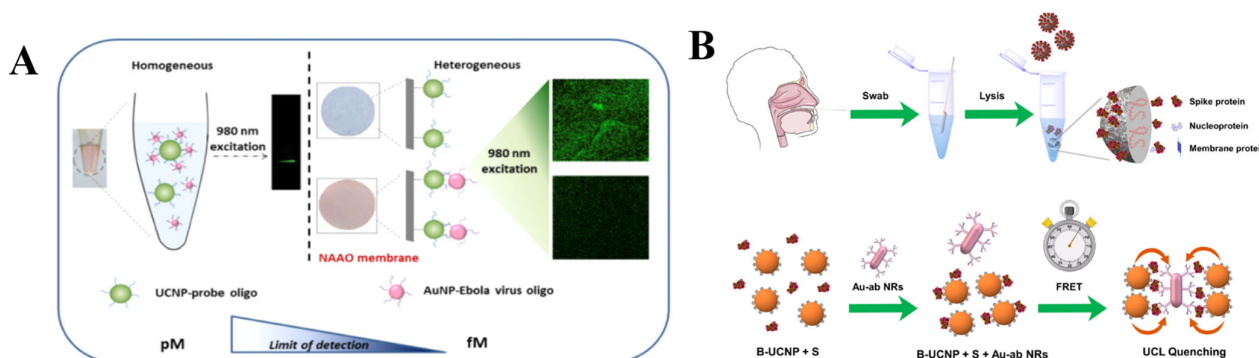 A
Homogeneous
980 nm
excitation
Heterogeneous
980 nm
excitation
NAAO membrane
UCNP-probe oligo
AuNP-Ebola virus oligo
pM
Limit of detection
fM
B
Swab
Lysis
Spike protein
Nucleoprotein
Membrane protein
Au-ab NRs
FRET
B-UCNP + S
B-UCNP + S + Au-ab NRs
UCL Quenching